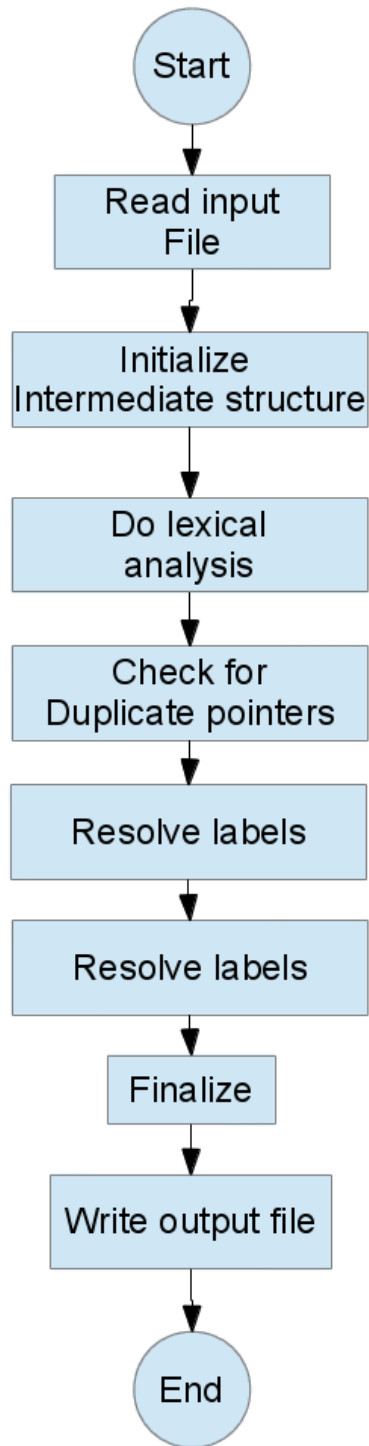 Start
Read input
File
Initialize
Intermediate structure
Do lexical
analysis
Check for
Duplicate pointers
Resolve labels
Resolve labels
Finalize
Write output file
End